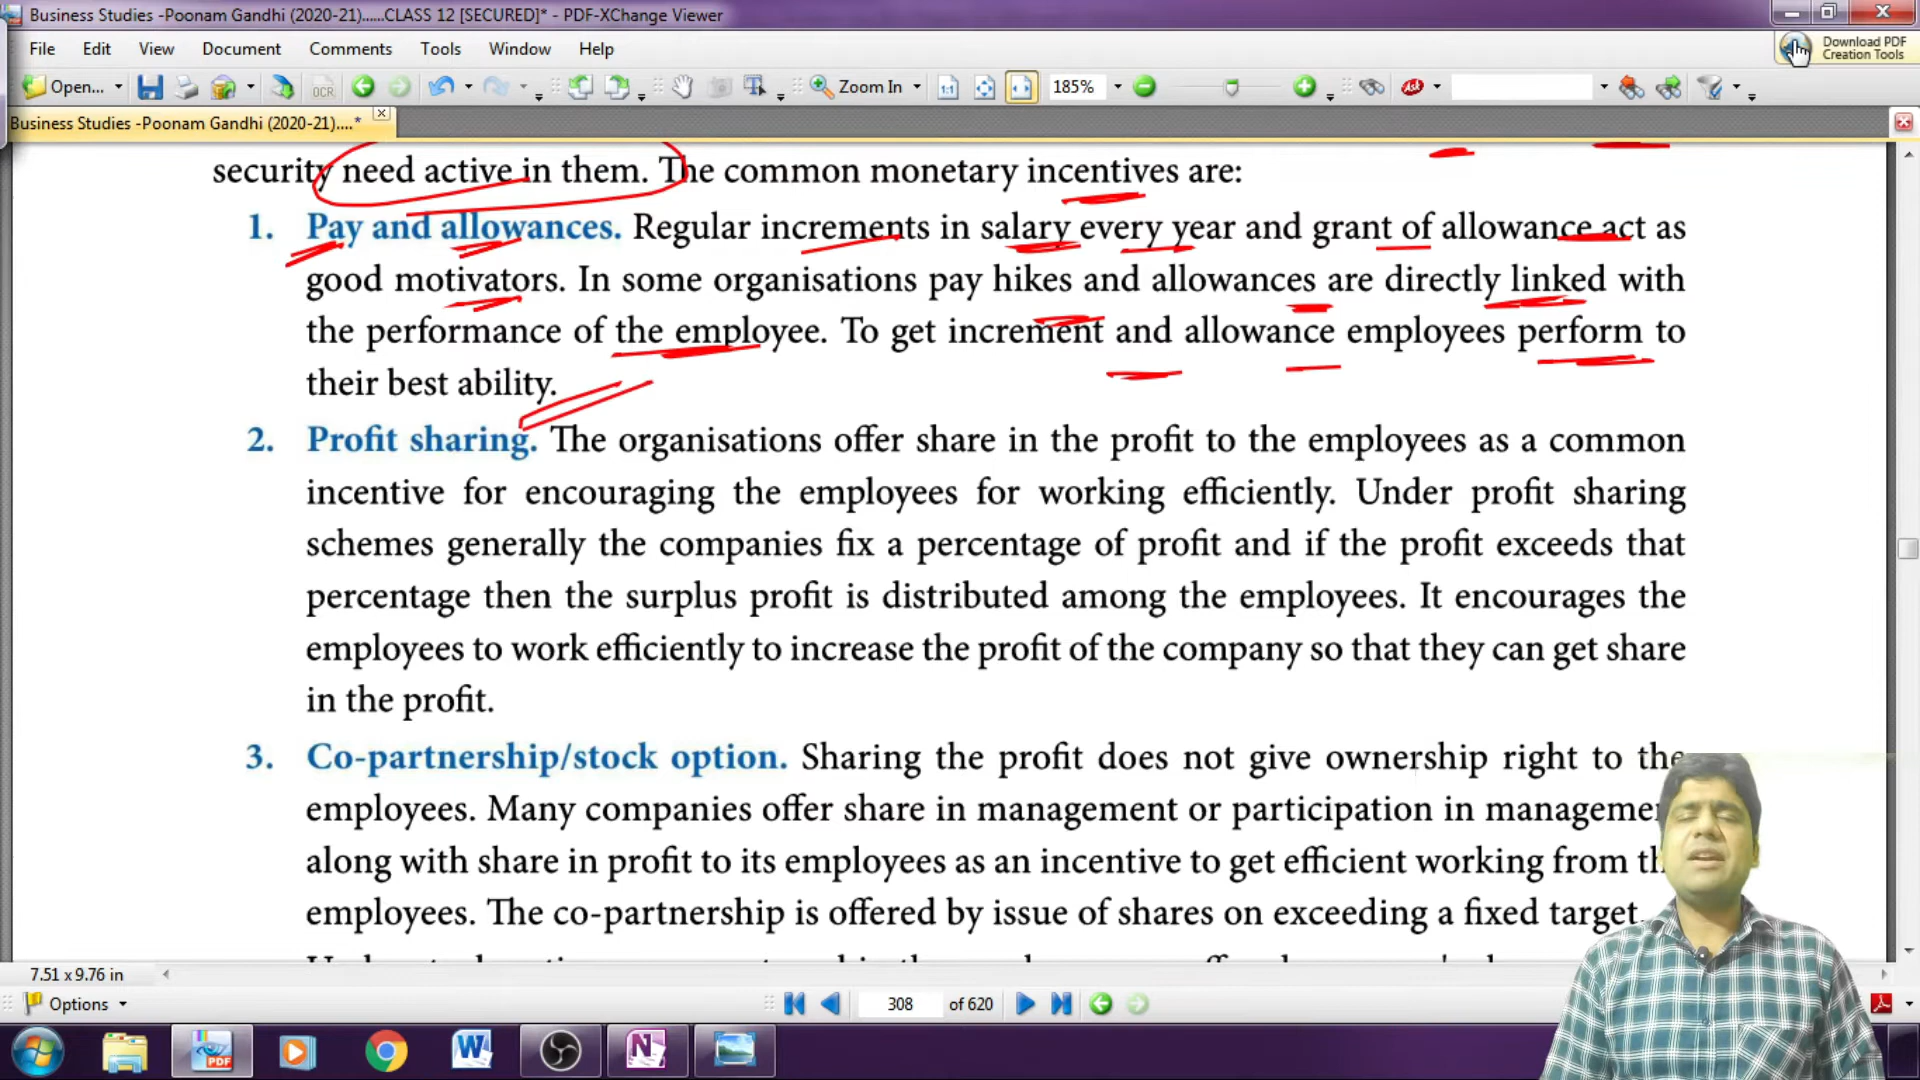 Business Studies -Poonam Gandhi (2020-21)......CLASS 12 [SECURED]* - PDF-XChange Viewer
File Edit View Document Comments Tools Window Help
Download PDF
Creation Tools
Open... OCR Zoom In 1:1 185%
Business Studies -Poonam Gandhi (2020-21)....*
security need active in them. The common monetary incentives are:
1. Pay and allowances. Regular increments in salary every year and grant of allowance act as
good motivators. In some organisations pay hikes and allowances are directly linked with
the performance of the employee. To get increment and allowance employees perform to
their best ability.
2. Profit sharing. The organisations offer share in the profit to the employees as a common
incentive for encouraging the employees for working efficiently. Under profit sharing
schemes generally the companies fix a percentage of profit and if the profit exceeds that
percentage then the surplus profit is distributed among the employees. It encourages the
employees to work efficiently to increase the profit of the company so that they can get share
in the profit.
3. Co-partnership/stock option. Sharing the profit does not give ownership right to the
employees. Many companies offer share in management or participation in managemen
along with share in profit to its employees as an incentive to get efficient working from th
employees. The co-partnership is offered by issue of shares on exceeding a fixed target.
7.51 x 9.76 in
Options 308 of 620
PDF W N